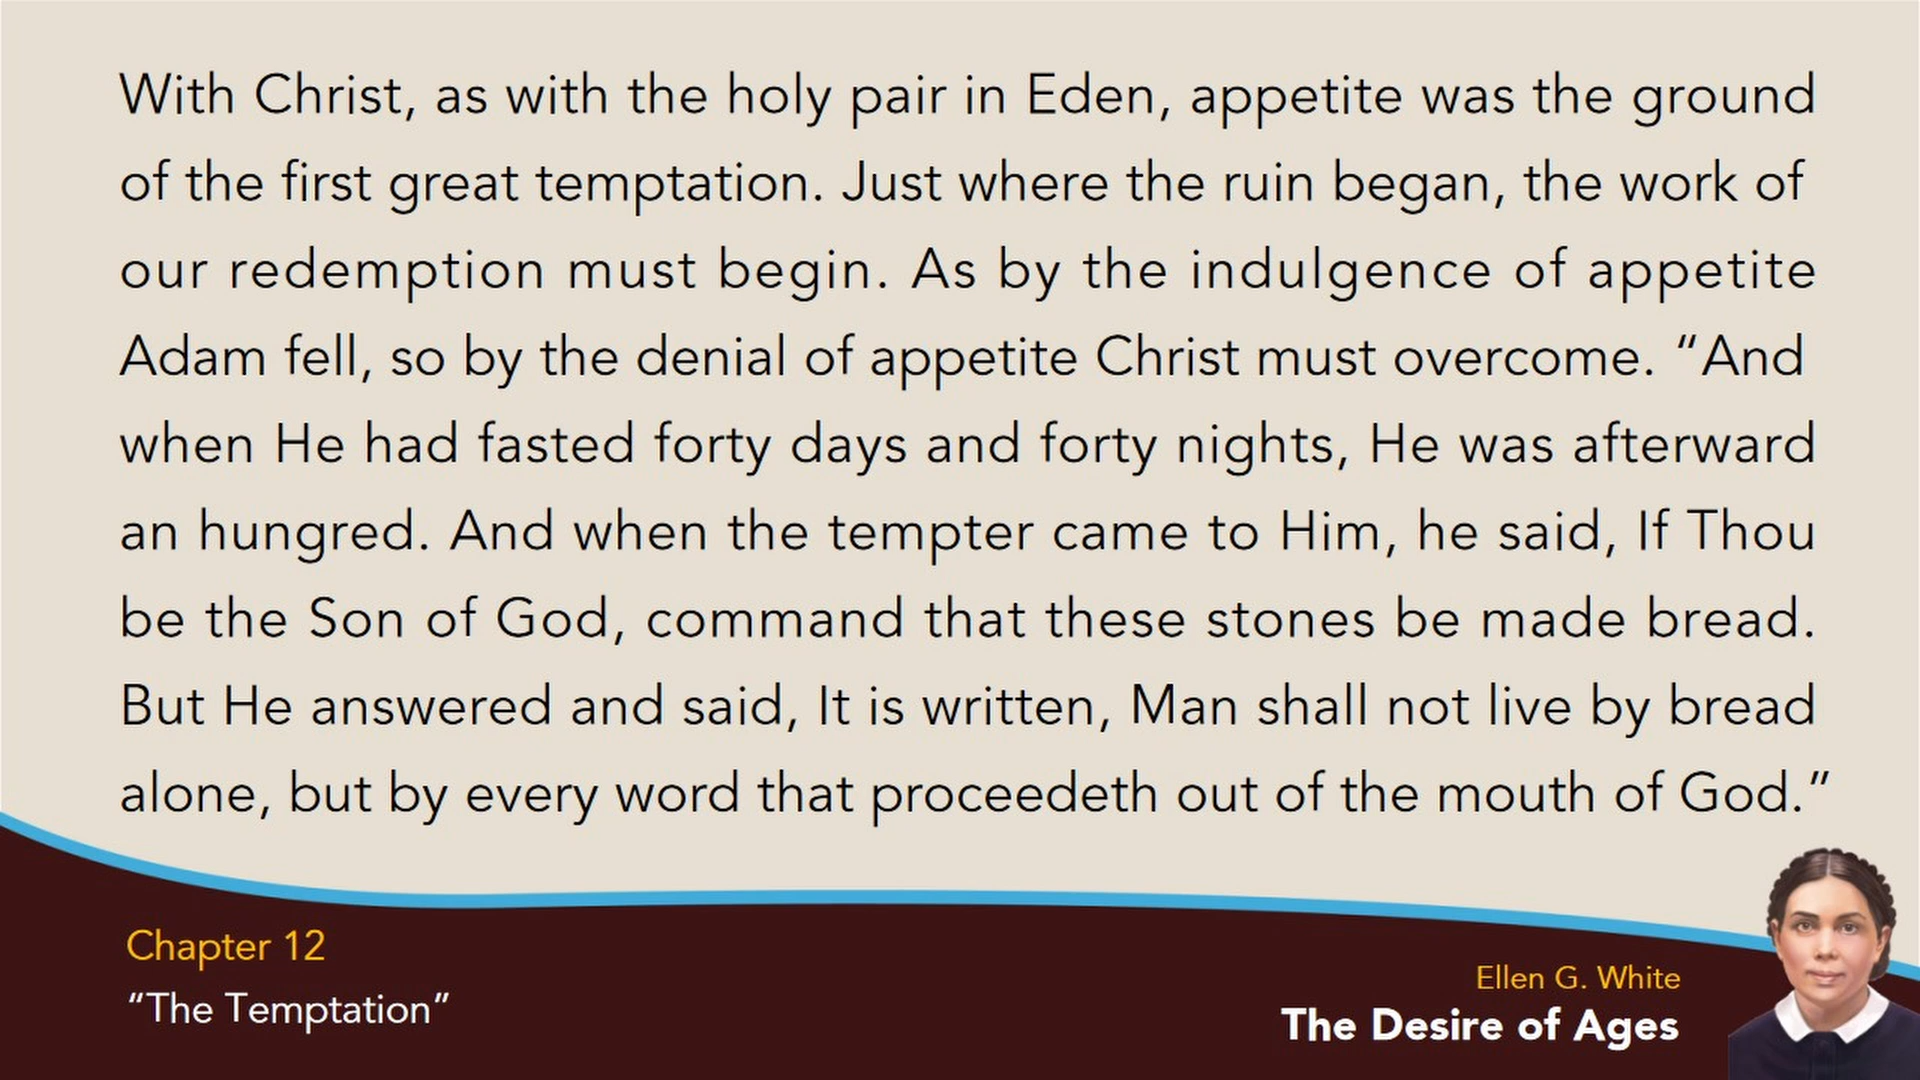 With Christ, as with the holy pair in Eden, appetite was the ground
of the first great temptation. Just where the ruin began, the work of
our redemption must begin. As by the indulgence of appetite
Adam fell, so by the denial of appetite Christ must overcome. “And
when He had fasted forty days and forty nights, He was afterward
an hungred. And when the tempter came to Him, he said, If Thou
be the Son of God, command that these stones be made bread.
But He answered and said, It is written, Man shall not live by bread
alone, but by every word that proceedeth out of the mouth of God.”
Chapter 12
“The Temptation”
Ellen G. White
The Desire of Ages